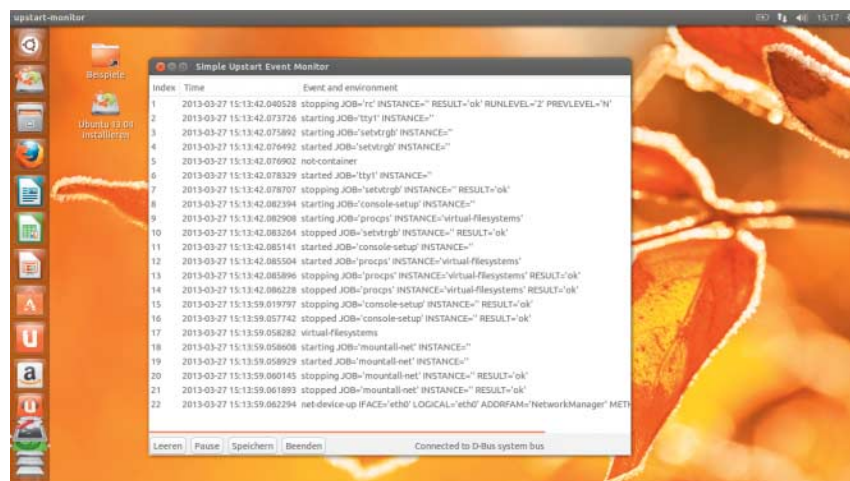 upstart-monitor
15:17
Beispiele
Ubuntu 13.04
installieren
Simple Upstart Event Monitor
Index Time Event and environment
1 2013-03-27 15:13:42.040528 stopping JOB='rc' INSTANCE='' RESULT='ok' RUNLEVEL='2' PREVLEVEL='N'
2 2013-03-27 15:13:42.073726 starting JOB='tty1' INSTANCE=''
3 2013-03-27 15:13:42.075892 starting JOB='setvtrgb' INSTANCE=''
4 2013-03-27 15:13:42.076492 started JOB='setvtrgb' INSTANCE=''
5 2013-03-27 15:13:42.076902 not-container
6 2013-03-27 15:13:42.078329 started JOB='tty1' INSTANCE=''
7 2013-03-27 15:13:42.078707 stopping JOB='setvtrgb' INSTANCE='' RESULT='ok'
8 2013-03-27 15:13:42.082394 starting JOB='console-setup' INSTANCE=''
9 2013-03-27 15:13:42.082908 starting JOB='procps' INSTANCE='virtual-filesystems'
10 2013-03-27 15:13:42.083264 stopped JOB='setvtrgb' INSTANCE='' RESULT='ok'
11 2013-03-27 15:13:42.085141 started JOB='console-setup' INSTANCE=''
12 2013-03-27 15:13:42.085504 started JOB='procps' INSTANCE='virtual-filesystems'
13 2013-03-27 15:13:42.085896 stopping JOB='procps' INSTANCE='virtual-filesystems' RESULT='ok'
14 2013-03-27 15:13:42.086228 stopped JOB='procps' INSTANCE='virtual-filesystems' RESULT='ok'
15 2013-03-27 15:13:59.019797 stopping JOB='console-setup' INSTANCE='' RESULT='ok'
16 2013-03-27 15:13:59.057742 stopped JOB='console-setup' INSTANCE='' RESULT='ok'
17 2013-03-27 15:13:59.058282 virtual-filesystems
18 2013-03-27 15:13:59.058608 starting JOB='mountall-net' INSTANCE=''
19 2013-03-27 15:13:59.058929 started JOB='mountall-net' INSTANCE=''
20 2013-03-27 15:13:59.060145 stopping JOB='mountall-net' INSTANCE='' RESULT='ok'
21 2013-03-27 15:13:59.061893 stopped JOB='mountall-net' INSTANCE='' RESULT='ok'
22 2013-03-27 15:13:59.062294 net-device-up IFACE='eth0' LOGICAL='eth0' ADDRFAM='NetworkManager' METH
Leeren Pause Speichern Beenden Connected to D-Bus system bus